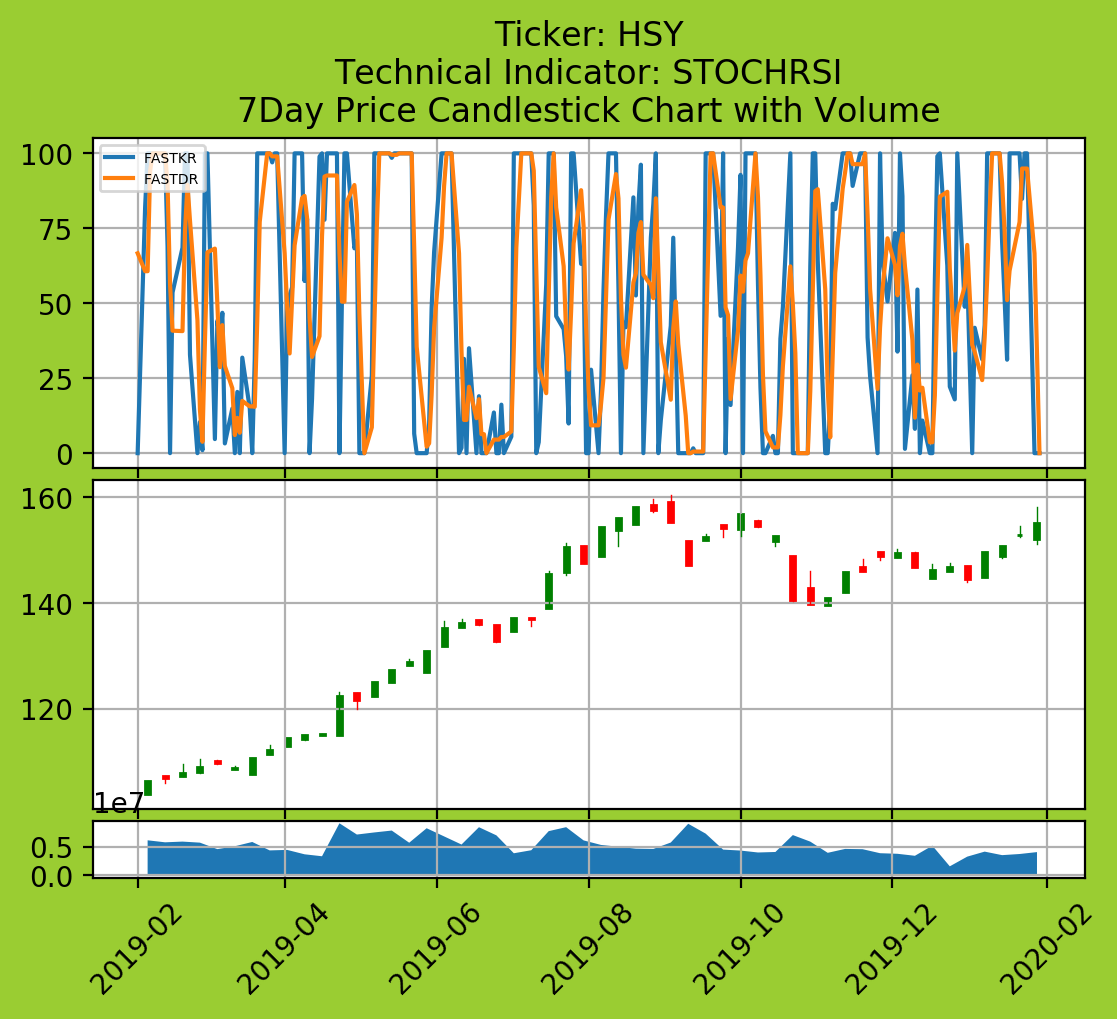 Ticker: HSY
Technical Indicator: STOCHRSI
7Day Price Candlestick Chart with Volume
FASTKR
FASTDR
100
75
50
25
0
160
140
120
1e7
0.5
0.0
2019-02
2019-04
2019-06
2019-08
2019-10
2019-12
2020-02